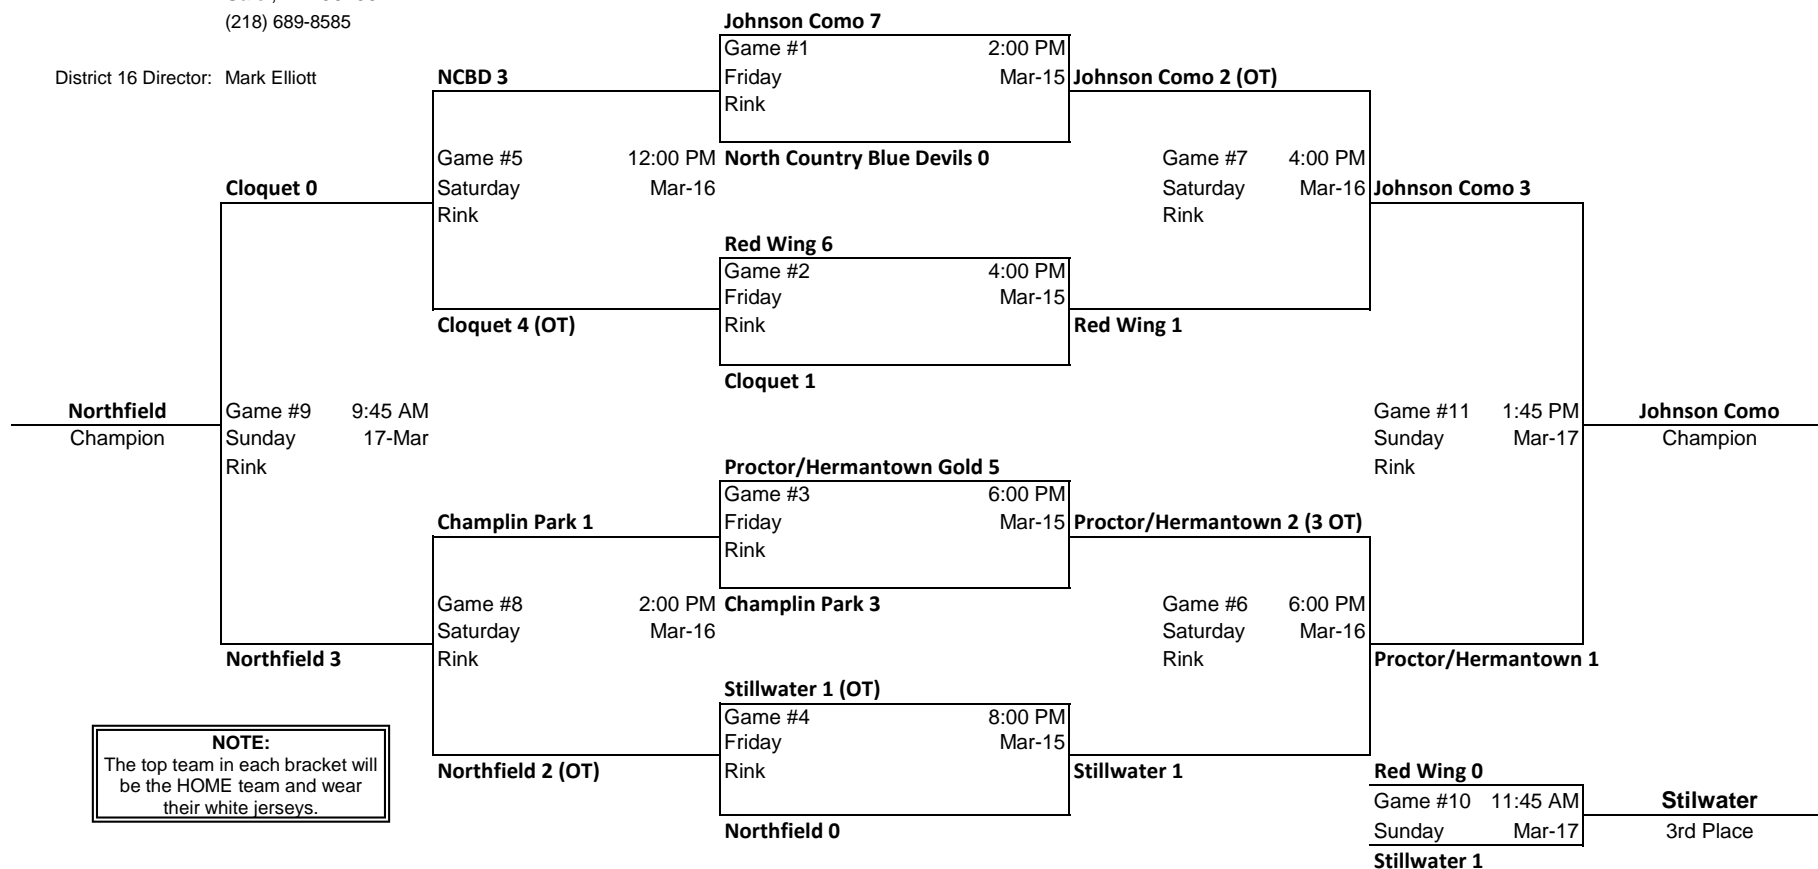 (218) 689-8585
Johnson Como 7
Game #1 2:00 PM
District 16 Director: Mark Elliott
NCBD 3
Friday Mar-15
Johnson Como 2 (OT)
Rink
Game #5 12:00 PM
North Country Blue Devils 0
Game #7 4:00 PM
Cloquet 0
Saturday Mar-16
Saturday Mar-16
Johnson Como 3
Rink
Rink
Red Wing 6
Game #2 4:00 PM
Friday Mar-15
Cloquet 4 (OT)
Rink
Red Wing 1
Cloquet 1
Northfield
Game #9 9:45 AM
Game #11 1:45 PM
Johnson Como
Champion
Sunday 17-Mar
Sunday Mar-17
Champion
Rink
Proctor/Hermantown Gold 5
Rink
Game #3 6:00 PM
Champlin Park 1
Friday Mar-15
Proctor/Hermantown 2 (3 OT)
Rink
Game #8 2:00 PM
Champlin Park 3
Game #6 6:00 PM
Saturday Mar-16
Saturday Mar-16
Northfield 3
Rink
Rink
Proctor/Hermantown 1
Stillwater 1 (OT)
Game #4 8:00 PM
Friday Mar-15
Northfield 2 (OT)
Rink
Stillwater 1
Red Wing 0
NOTE:
The top team in each bracket will
be the HOME team and wear
their white jerseys.
Game #10 11:45 AM
Stilwater
Northfield 0
Sunday Mar-17
3rd Place
Stillwater 1